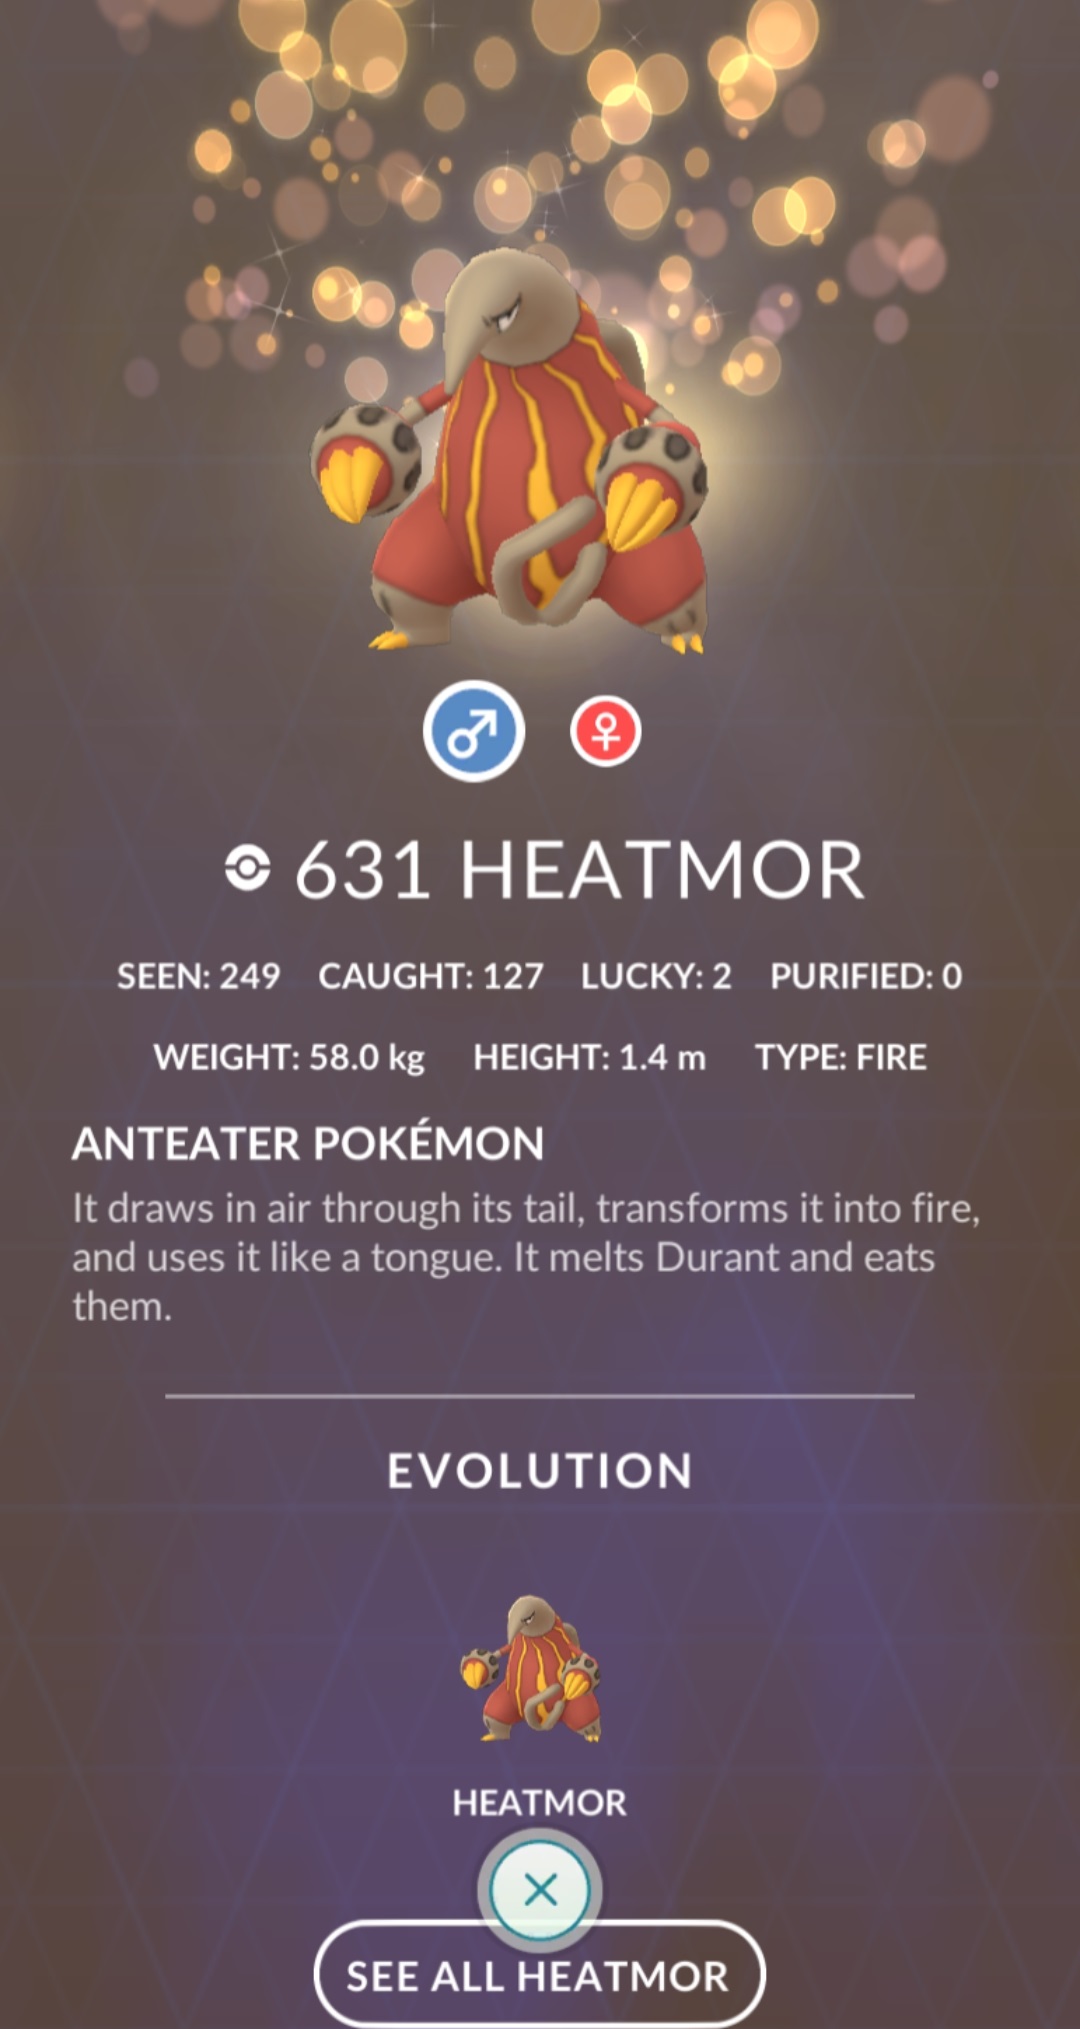 631 HEATMOR
SEEN: 249 CAUGHT: 127 LUCKY: 2 PURIFIED: 0
WEIGHT: 58.0 kg HEIGHT: 1.4 m TYPE: FIRE
ANTEATER POKÉMON
It draws in air through its tail, transforms it into fire,
and uses it like a tongue. It melts Durant and eats
them.
EVOLUTION
HEATMOR
SEE ALL HEATMOR